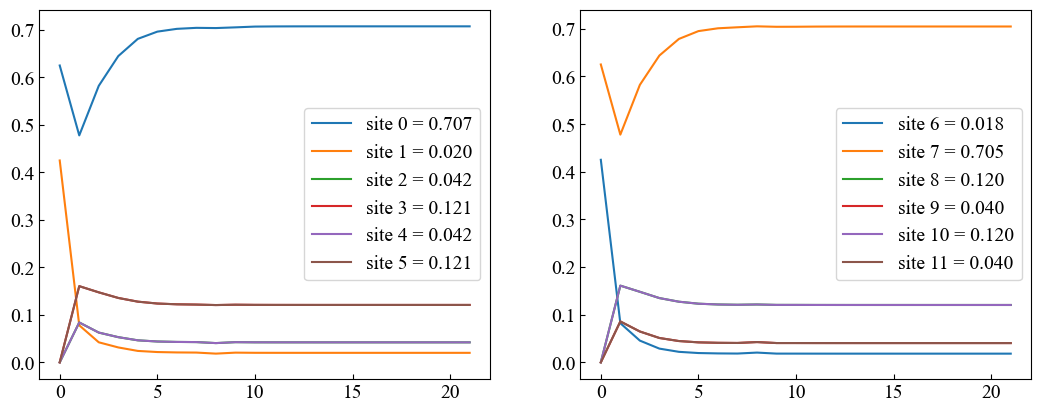 0.7
0.6
0.5
0.4
0.3
0.2
0.1
0.0
0
5
10
15
20
site 0 = 0.707
site 1 = 0.020
site 2 = 0.042
site 3 = 0.121
site 4 = 0.042
site 5 = 0.121
0.7
0.6
0.5
0.4
0.3
0.2
0.1
0.0
0
5
10
15
20
site 6 = 0.018
site 7 = 0.705
site 8 = 0.120
site 9 = 0.040
site 10 = 0.120
site 11 = 0.040